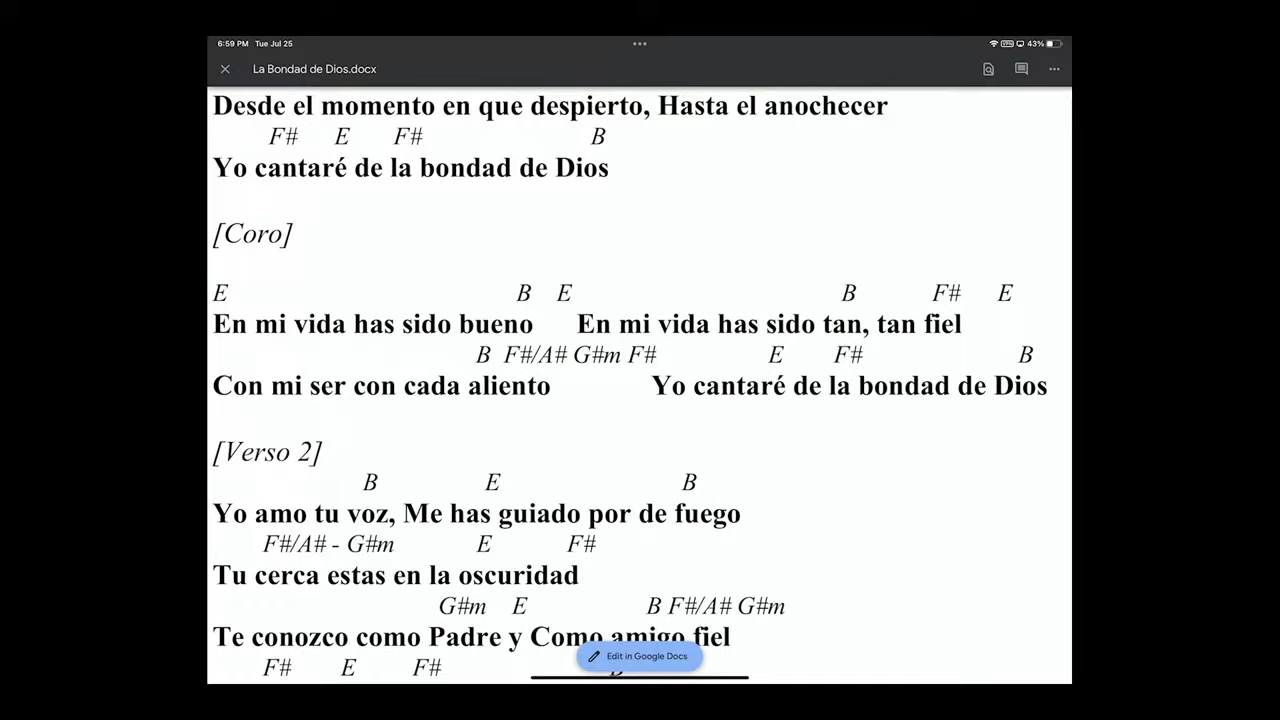 6:59 PM Tue Jul 25 VPN 43%
La Bondad de Dios.docx
Desde el momento en que despierto, Hasta el anochecer
F# E F# B
Yo cantaré de la bondad de Dios
[Coro]
E B E B F# E
En mi vida has sido bueno En mi vida has sido tan, tan fiel
B F#/A# G#m F# E F# B
Con mi ser con cada aliento Yo cantaré de la bondad de Dios
[Verso 2]
B E B
Yo amo tu voz, Me has guiado por de fuego
F#/A# - G#m E F#
Tu cerca estas en la oscuridad
G#m E B F#/A# G#m
Te conozco como Padre y Como amigo fiel
Edit in Google Docs
F# E F# B